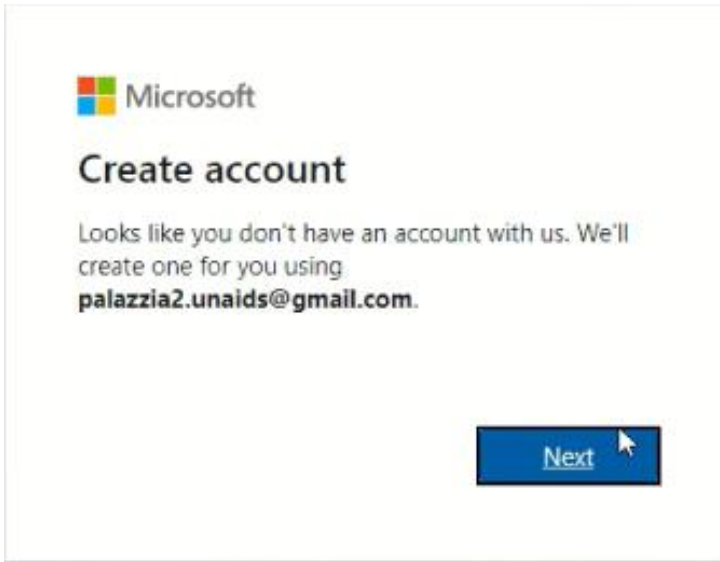 Microsoft
Create account
Looks like you don't have an account with us. We'll
create one for you using
palazzia2.unaids@gmail.com.
Next